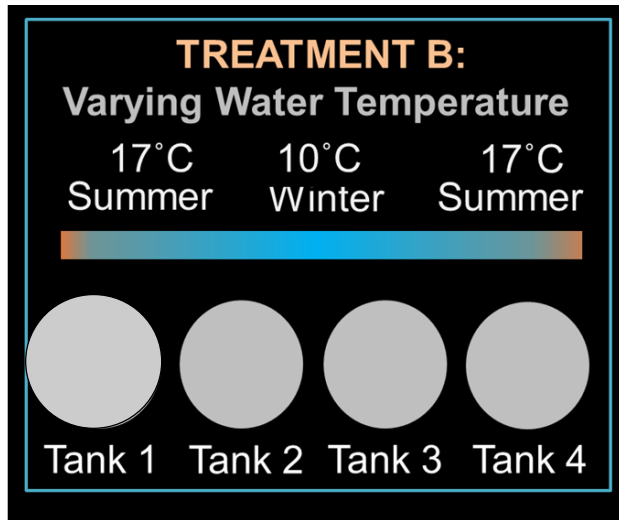 TREATMENT B:
Varying Water Temperature
17°C 10°C 17°C
Summer Winter Summer
Tank 1 Tank 2 Tank 3 Tank 4